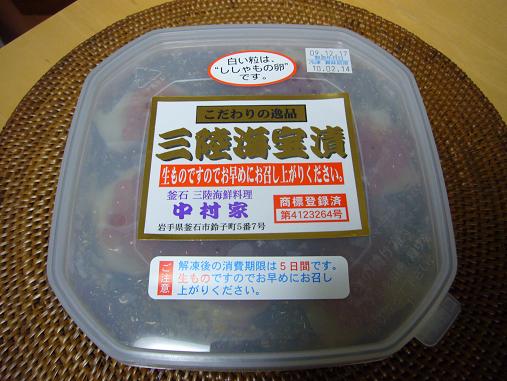 白い粒は、
"ししゃもの卵"
です。
09.12.17
10.02.14
こだわりの逸品
三陸海宝漬
生ものですのでお早めにお召し上がりください。
釜石 三陸海鮮料理
中村家
商標登録済
第4123264号
岩手県釜石市鈴子町5番7号
ご注意
解凍後の消費期限は5日間です。
生ものですのでお早めにお召し
上がりください。